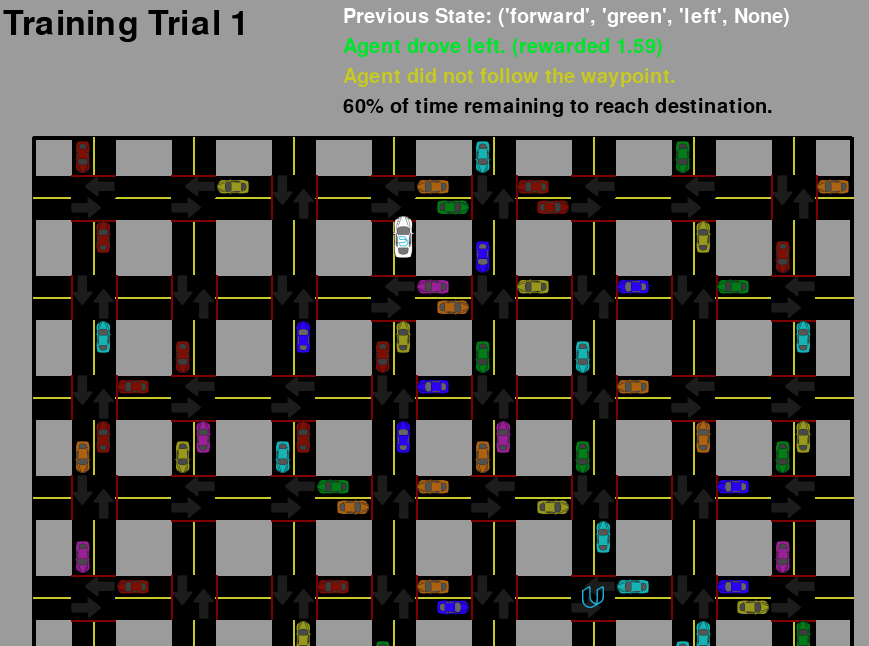 Training Trial 1
Previous State: ('forward', 'green', 'left', None)
Agent drove left. (rewarded 1.59)
Agent did not follow the waypoint.
60% of time remaining to reach destination.